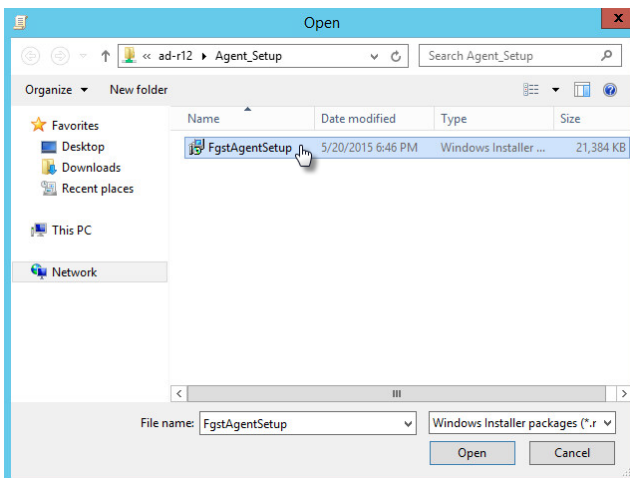 Open
x
« ad-r12 ▸ Agent_Setup
Search Agent_Setup
Organize
New folder
Name
Date modified
Type
Size
Favorites
Desktop
Downloads
Recent places
This PC
Network
FgstAgentSetup
5/20/2015 6:46 PM
Windows Installer ...
21,384 KB
File name:
FgstAgentSetup
Windows Installer packages (*.r
Open
Cancel